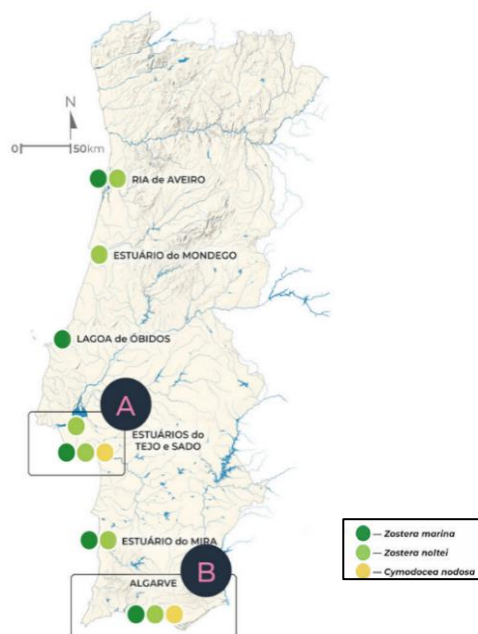 N
0 50km
RIA de AVEIRO
ESTUÁRIO do MONDEGO
LAGOA de ÓBIDOS
A
ESTUÁRIOS do
TEJO e SADO
ESTUÁRIO do MIRA
B
ALGARVE
— Zostera marina
— Zostera noltei
— Cymodocea nodosa